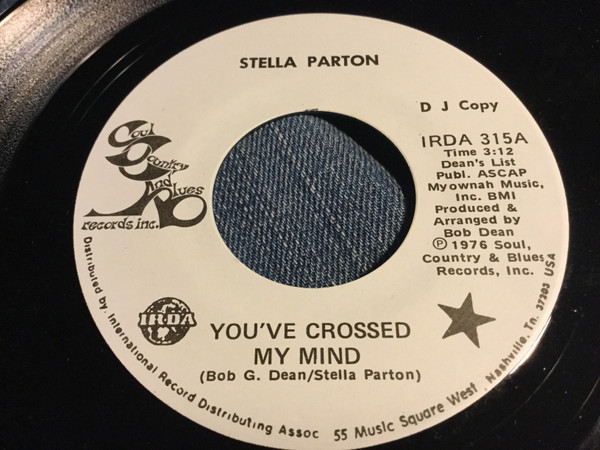 STELLA PARTON
D J Copy
Soul
Country
And
Blues
records inc.
IRDA 315A
Time 3:12
Dean's List
Publ. ASCAP
Myownah Music,
Inc. BMI
Produced &
Arranged by
Bob Dean
Ⓟ 1976 Soul,
Country & Blues
Records, Inc.
IRDA
YOU'VE CROSSED
MY MIND
(Bob G. Dean/Stella Parton)
Distributed by International Record Distributing Assoc 55 Music Square West, Nashville, Tn. 37203 USA